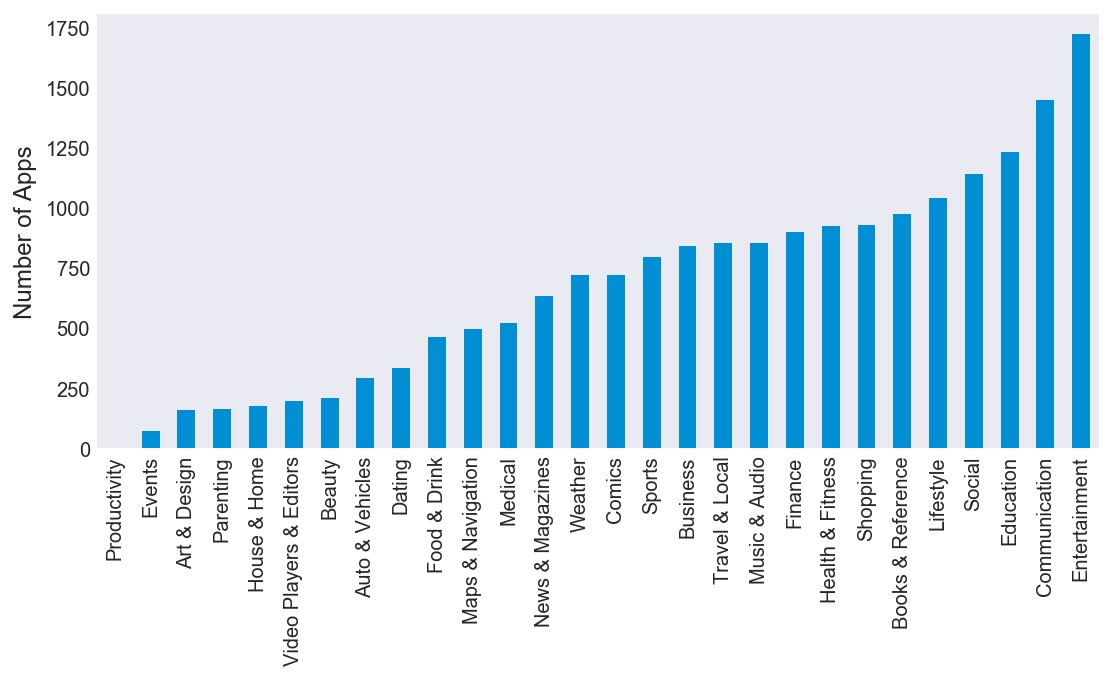 Number of Apps
1750
1500
1250
1000
750
500
250
0
Productivity
Events
Art & Design
Parenting
House & Home
Video Players & Editors
Beauty
Auto & Vehicles
Dating
Food & Drink
Maps & Navigation
Medical
News & Magazines
Weather
Comics
Sports
Business
Travel & Local
Music & Audio
Finance
Health & Fitness
Shopping
Books & Reference
Lifestyle
Social
Education
Communication
Entertainment